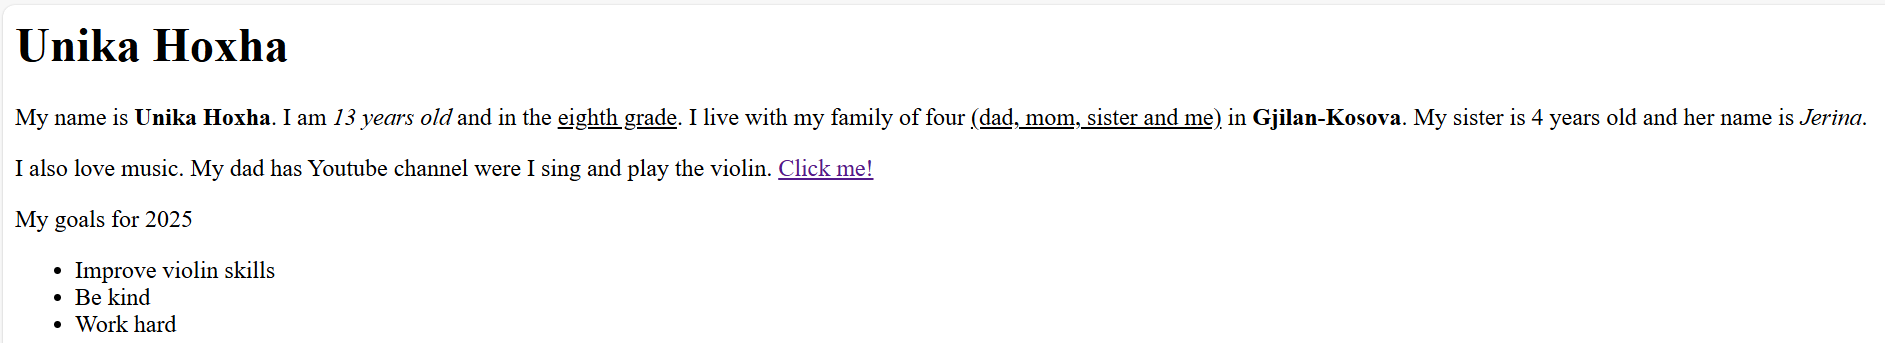 Unika Hoxha
My name is Unika Hoxha. I am 13 years old and in the eighth grade. I live with my family of four (dad, mom, sister and me) in Gjilan-Kosova. My sister is 4 years old and her name is Jerina.
I also love music. My dad has Youtube channel were I sing and play the violin. Click me!
My goals for 2025
• Improve violin skills
• Be kind
• Work hard